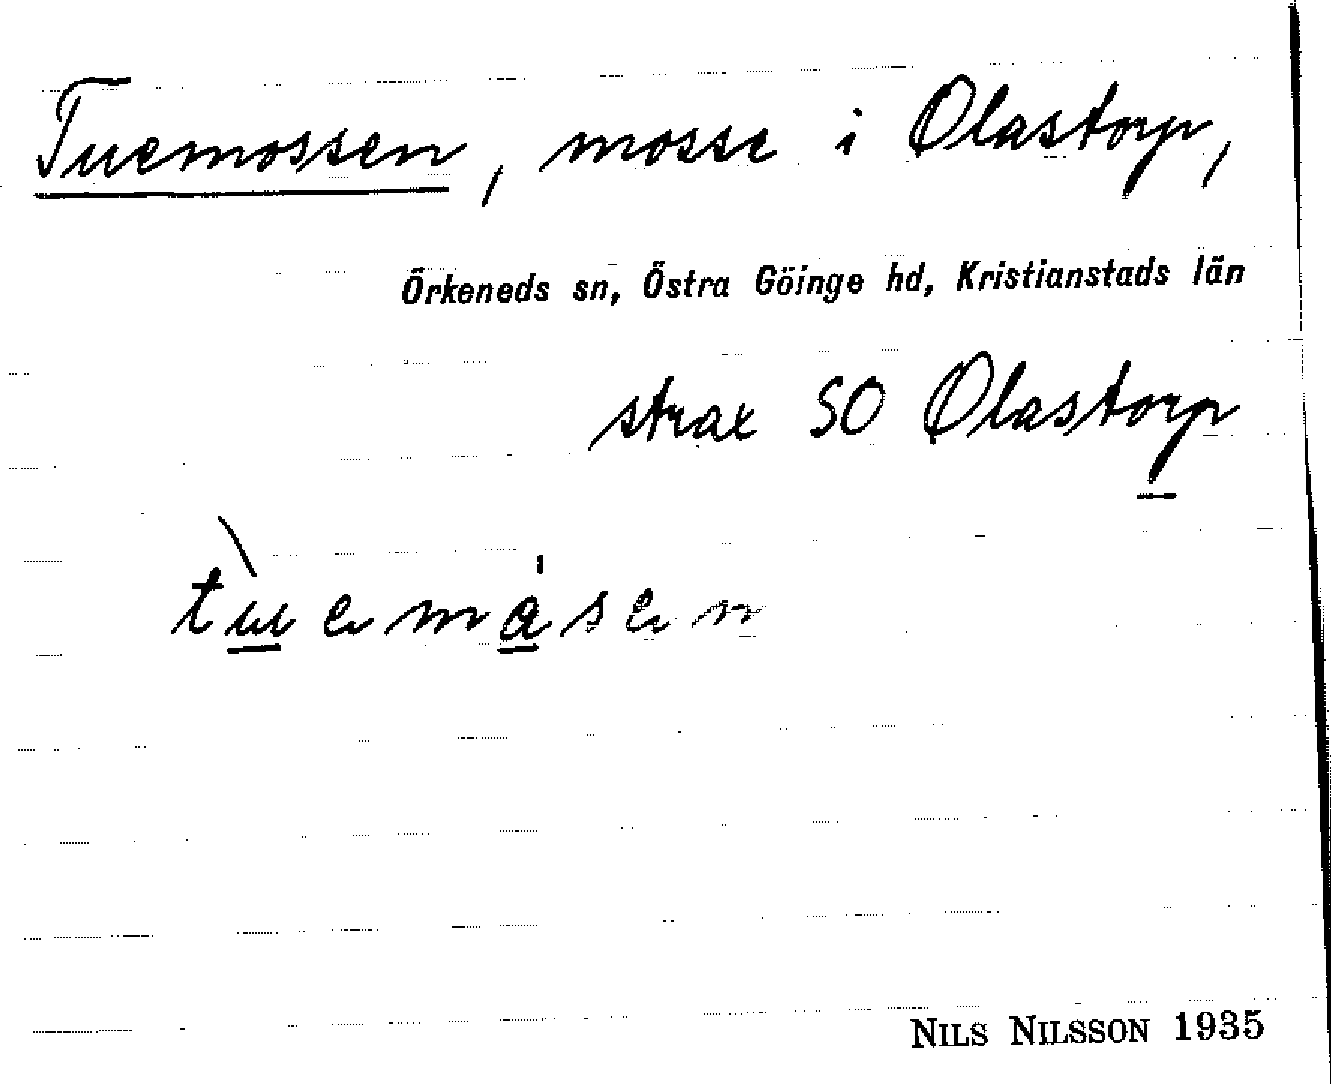 Tuemossen, mosse i Olastorp,
Örkeneds sn, Östra Göinge hd, Kristianstads län
strax SO Olastorp
tùemåsen
NILS NILSSON 1935